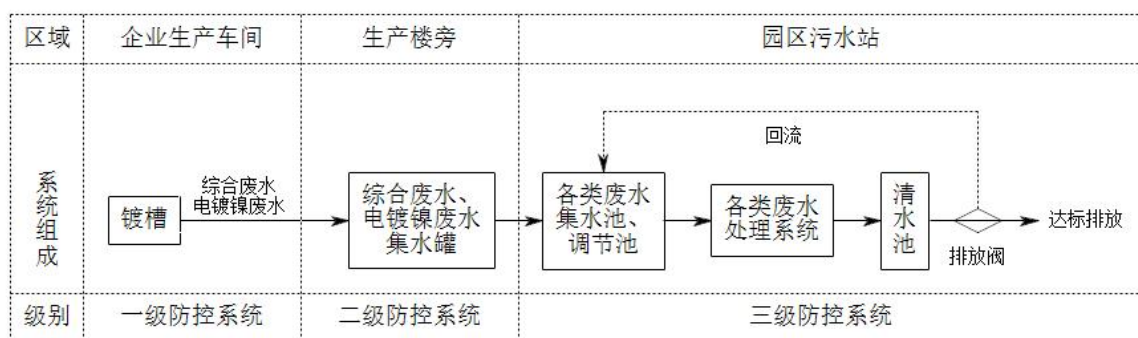 区域
企业生产车间
生产楼旁
园区污水站
回流
系统组成
镀槽
综合废水
电镀镍废水
综合废水、
电镀镍废水
集水罐
各类废水
集水池、
调节池
各类废水
处理系统
清水池
排放阀
达标排放
级别
一级防控系统
二级防控系统
三级防控系统